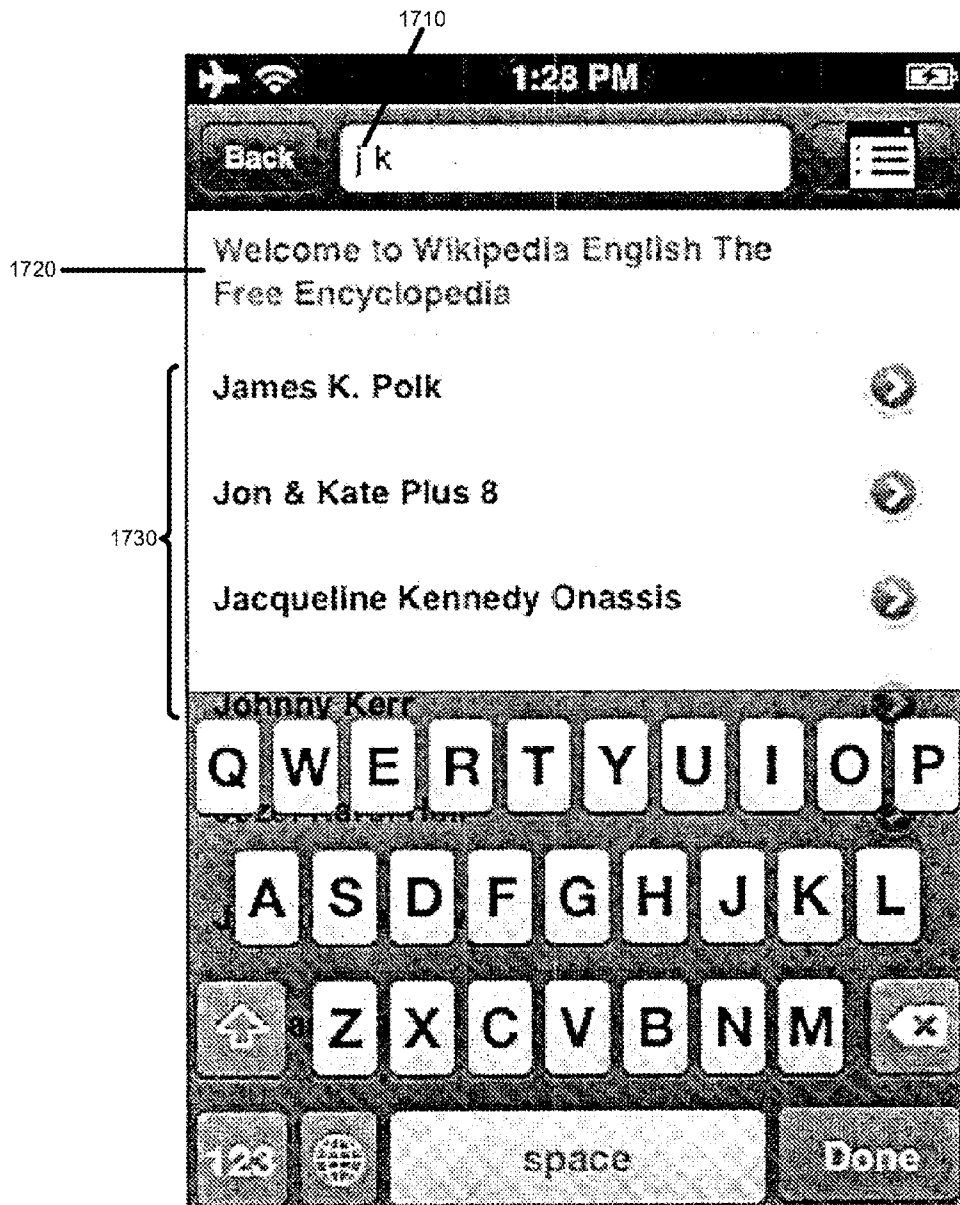 1710
1:28 PM
Back
j k
1720
Welcome to Wikipedia English The
Free Encyclopedia
James K. Polk
Jon & Kate Plus 8
1730
Jacqueline Kennedy Onassis
Johnny Kerr
Q W E R T Y U I O P
A S D F G H J K L
Z X C V B N M
123
space
Done